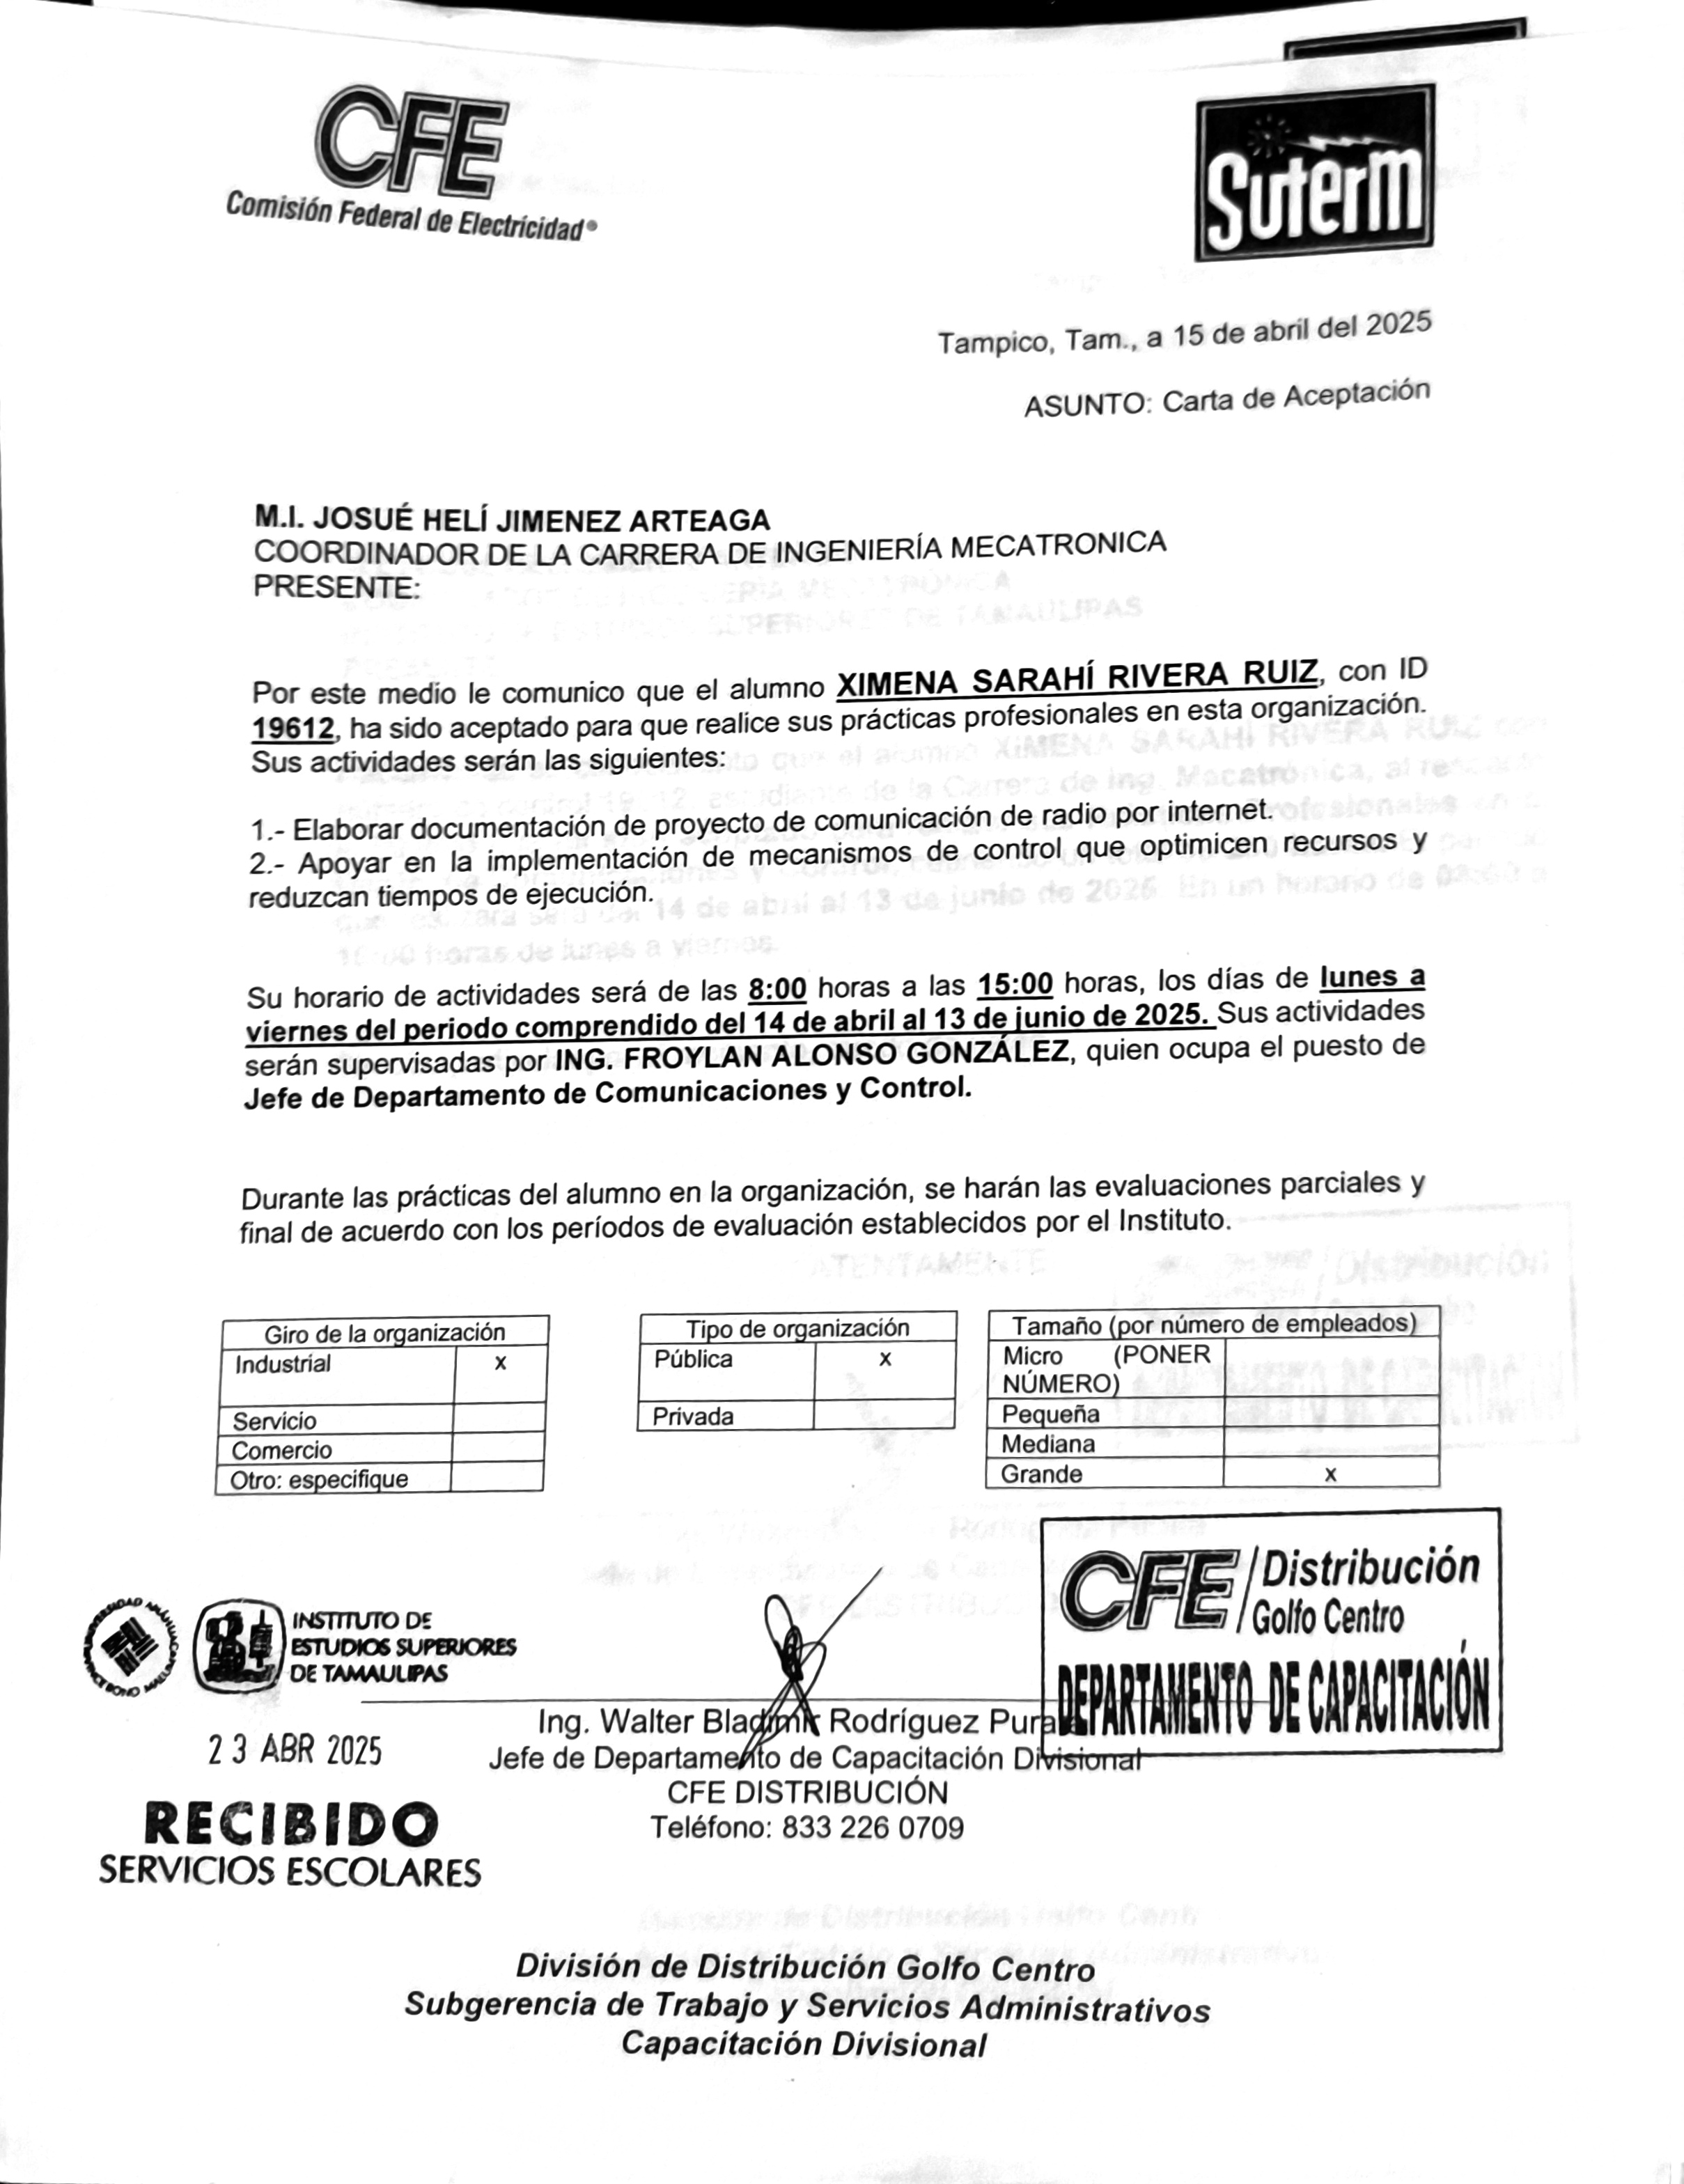 CFE
Comisión Federal de Electricidad®
Suterm
Tampico, Tam., a 15 de abril del 2025
ASUNTO: Carta de Aceptación
M.I. JOSUÉ HELÍ JIMENEZ ARTEAGA
COORDINADOR DE LA CARRERA DE INGENIERÍA MECATRONICA
PRESENTE:
Por este medio le comunico que el alumno XIMENA SARAHÍ RIVERA RUIZ, con ID
19612, ha sido aceptado para que realice sus prácticas profesionales en esta organización.
Sus actividades serán las siguientes:
1.- Elaborar documentación de proyecto de comunicación de radio por internet.
2.- Apoyar en la implementación de mecanismos de control que optimicen recursos y
reduzcan tiempos de ejecución.
Su horario de actividades será de las 8:00 horas a las 15:00 horas, los días de lunes a
viernes del periodo comprendido del 14 de abril al 13 de junio de 2025. Sus actividades
serán supervisadas por ING. FROYLAN ALONSO GONZÁLEZ, quien ocupa el puesto de
Jefe de Departamento de Comunicaciones y Control.
Durante las prácticas del alumno en la organización, se harán las evaluaciones parciales y
final de acuerdo con los períodos de evaluación establecidos por el Instituto.
Giro de la organización
Industrial x
Servicio
Comercio
Otro: especifique
Tipo de organización
Pública x
Privada
Tamaño (por número de empleados)
Micro (PONER
NÚMERO)
Pequeña
Mediana
Grande x
CFE/Distribución
Golfo Centro
DEPARTAMENTO DE CAPACITACIÓN
INSTITUTO DE
ESTUDIOS SUPERIORES
DE TAMAULIPAS
23 ABR 2025
RECIBIDO
SERVICIOS ESCOLARES
Ing. Walter Bladimir Rodríguez
Jefe de Departamento de Capacitación Divisional
CFE DISTRIBUCIÓN
Teléfono: 833 226 0709
División de Distribución Golfo Centro
Subgerencia de Trabajo y Servicios Administrativos
Capacitación Divisional